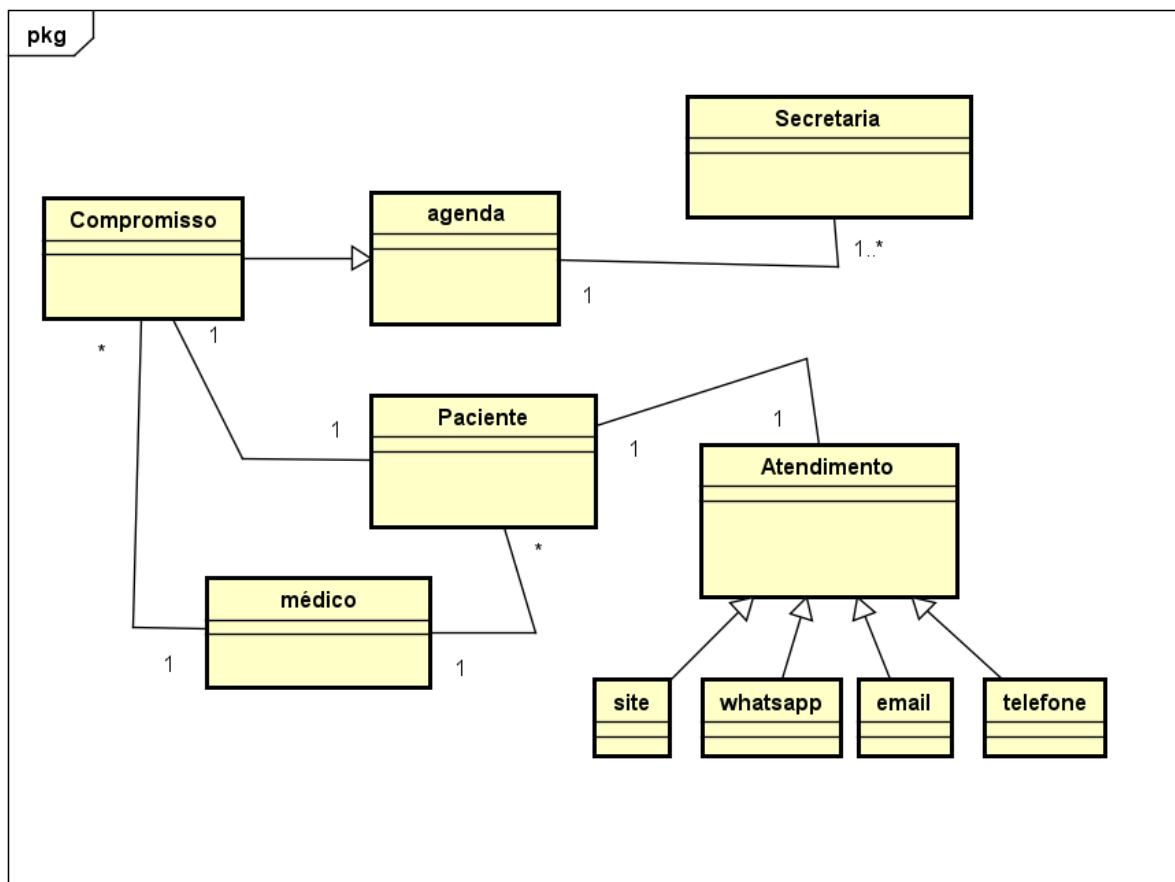 pkg
Secretaria
Compromisso
agenda
1..*
1
1
*
Paciente
1
1
1
Atendimento
*
médico
1
1
site
whatsapp
email
telefone